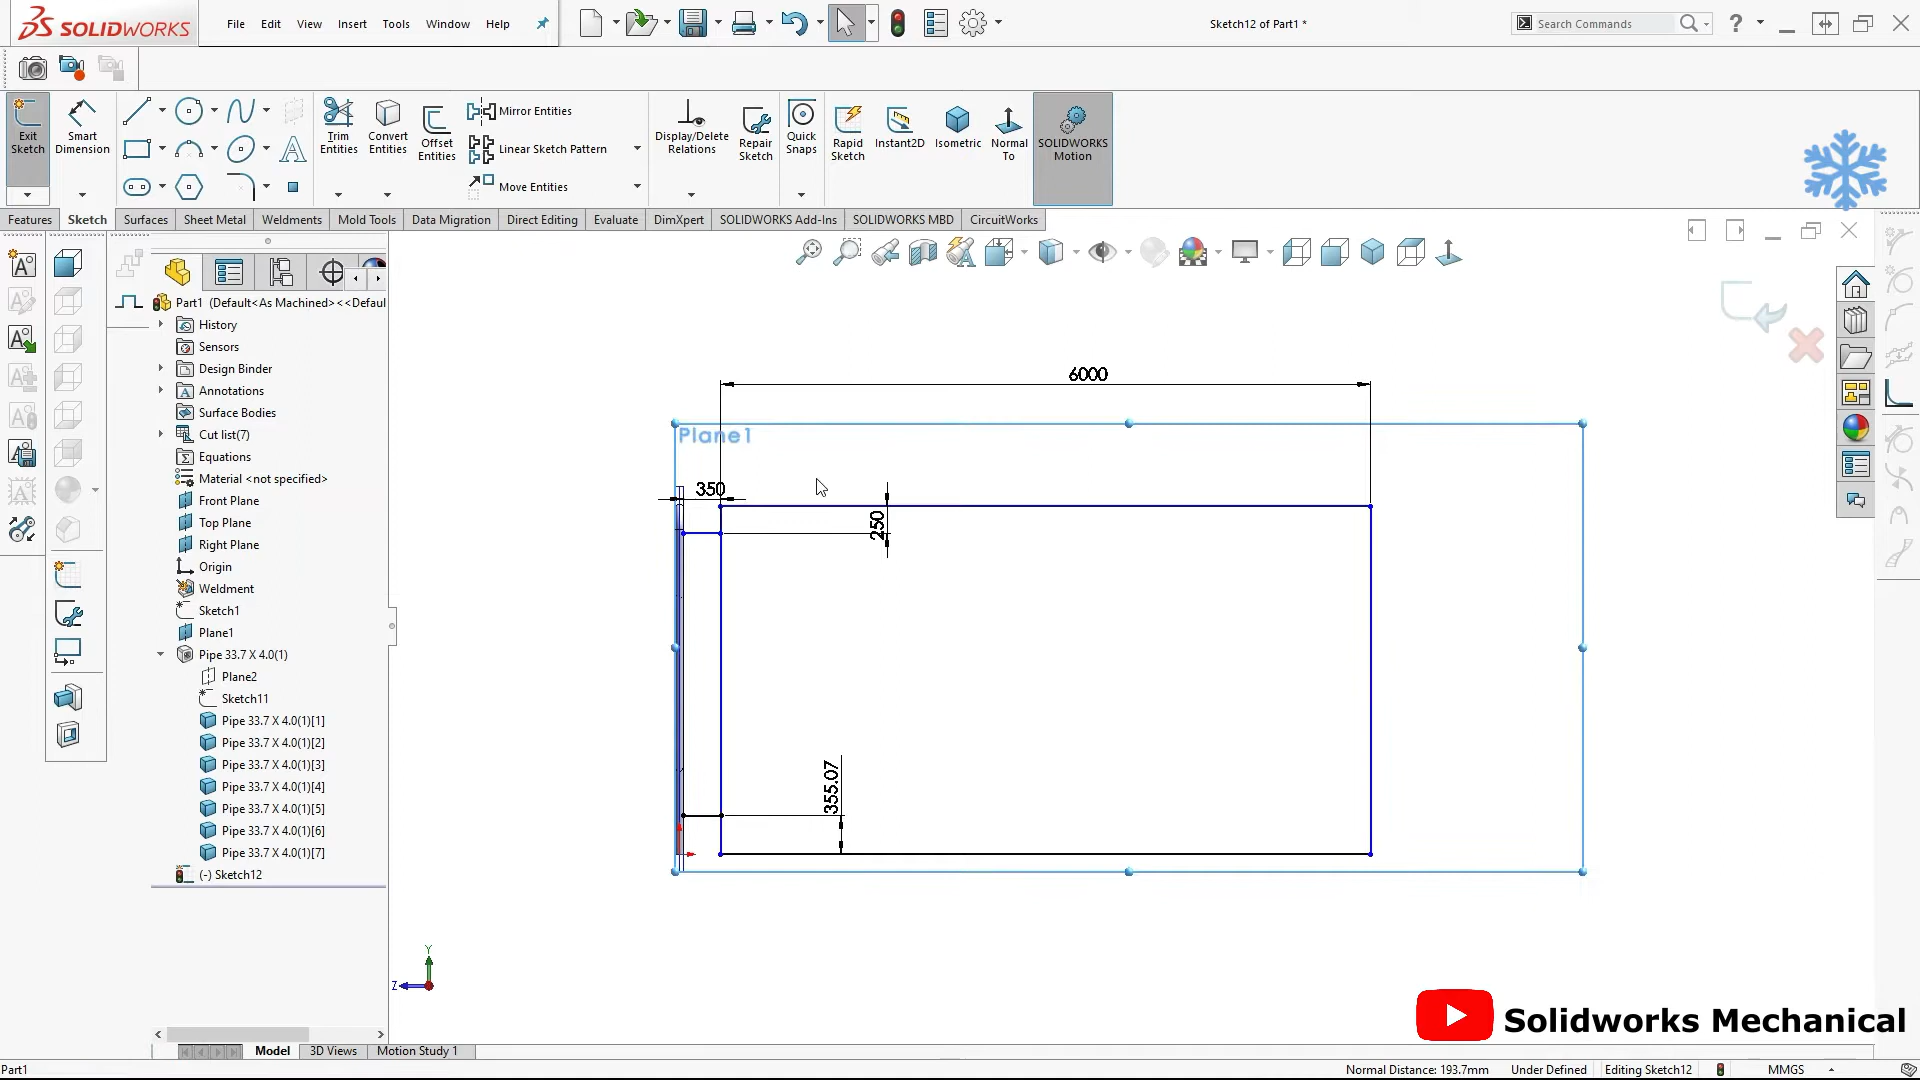 SOLIDWORKS
File Edit View Insert Tools Window Help
Sketch12 of Part1 *
Search Commands
?
Exit Sketch
Smart Dimension
Trim Entities
Convert Entities
Offset Entities
Mirror Entities
Linear Sketch Pattern
Move Entities
Display/Delete Relations
Repair Sketch
Quick Snaps
Rapid Sketch
Instant2D
Isometric
Normal To
SOLIDWORKS Motion
Features Sketch Surfaces Sheet Metal Weldments Mold Tools Data Migration Direct Editing Evaluate DimXpert SOLIDWORKS Add-Ins SOLIDWORKS MBD CircuitWorks
Part1 (Default<As Machined><<Defaul
History
Sensors
Design Binder
Annotations
Surface Bodies
Cut list(7)
Equations
Material <not specified>
Front Plane
Top Plane
Right Plane
Origin
Weldment
Sketch1
Plane1
Pipe 33.7 X 4.0(1)
Plane2
Sketch11
Pipe 33.7 X 4.0(1)[1]
Pipe 33.7 X 4.0(1)[2]
Pipe 33.7 X 4.0(1)[3]
Pipe 33.7 X 4.0(1)[4]
Pipe 33.7 X 4.0(1)[5]
Pipe 33.7 X 4.0(1)[6]
Pipe 33.7 X 4.0(1)[7]
(-) Sketch12
6000
Plane1
350
250
355.07
Y
Z
Solidworks Mechanical
Model 3D Views Motion Study 1
Part1
Normal Distance: 193.7mm Under Defined Editing Sketch12 MMGS